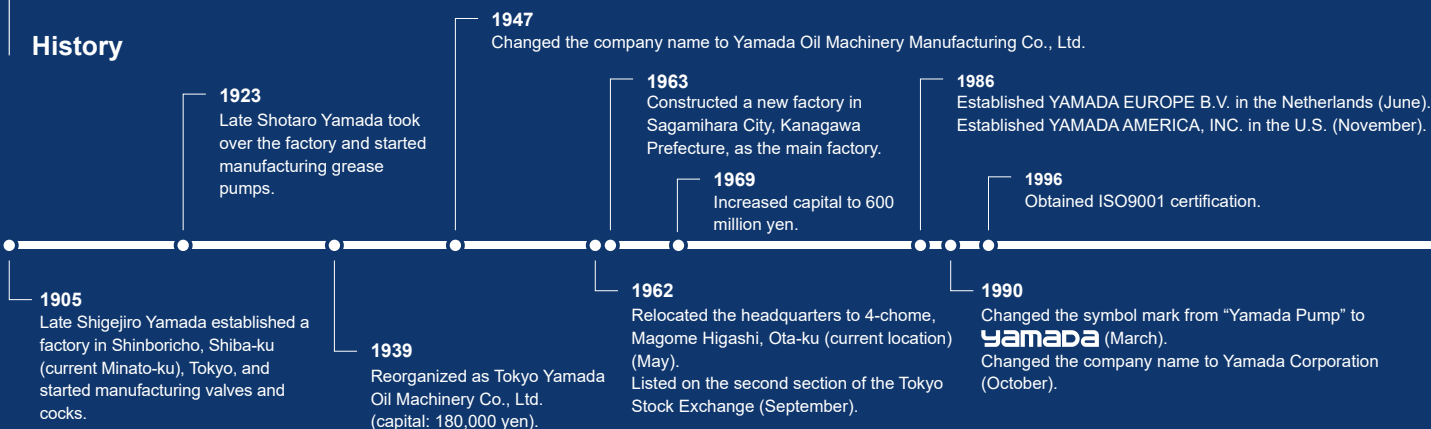 History
1905
Late Shigejiro Yamada established a
factory in Shinboricho, Shiba-ku
(current Minato-ku), Tokyo, and
started manufacturing valves and
cocks.
1923
Late Shotaro Yamada took
over the factory and started
manufacturing grease
pumps.
1939
Reorganized as Tokyo Yamada
Oil Machinery Co., Ltd.
(capital: 180,000 yen).
1947
Changed the company name to Yamada Oil Machinery Manufacturing Co., Ltd.
1962
Relocated the headquarters to 4-chome,
Magome Higashi, Ota-ku (current location)
(May).
Listed on the second section of the Tokyo
Stock Exchange (September).
1963
Constructed a new factory in
Sagamihara City, Kanagawa
Prefecture, as the main factory.
1969
Increased capital to 600
million yen.
1986
Established YAMADA EUROPE B.V. in the Netherlands (June).
Established YAMADA AMERICA, INC. in the U.S. (November).
1990
Changed the symbol mark from “Yamada Pump” to
yamada (March).
Changed the company name to Yamada Corporation
(October).
1996
Obtained ISO9001 certification.